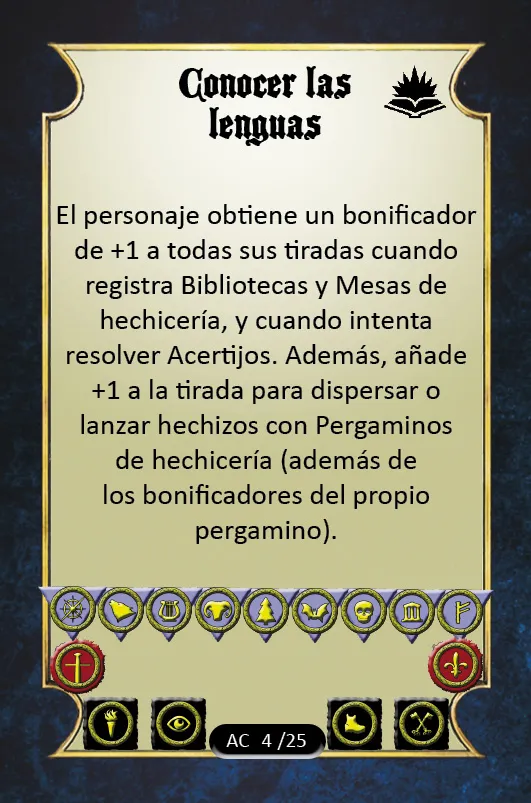 Conocer las
lenguas
El personaje obtiene un bonificador
de +1 a todas sus tiradas cuando
registra Bibliotecas y Mesas de
hechicería, y cuando intenta
resolver Acertijos. Además, añade
+1 a la tirada para dispersar o
lanzar hechizos con Pergaminos
de hechicería (además de
los bonificadores del propio
pergamino).
AC 4 /25